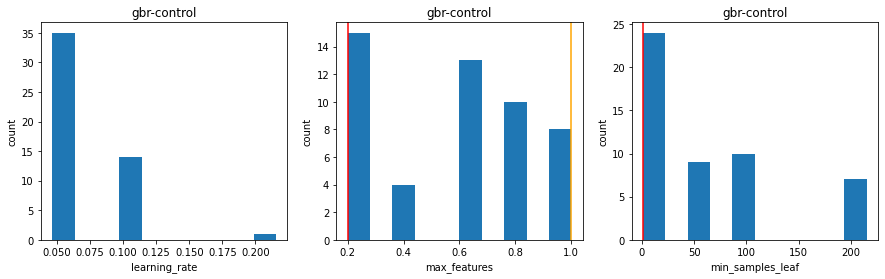 gbr-control
35
30
25
20
15
10
5
0
count
0.050 0.075 0.100 0.125 0.150 0.175 0.200
learning_rate
gbr-control
14
12
10
8
6
4
2
0
count
0.2 0.4 0.6 0.8 1.0
max_features
gbr-control
25
20
15
10
5
0
count
0 50 100 150 200
min_samples_leaf